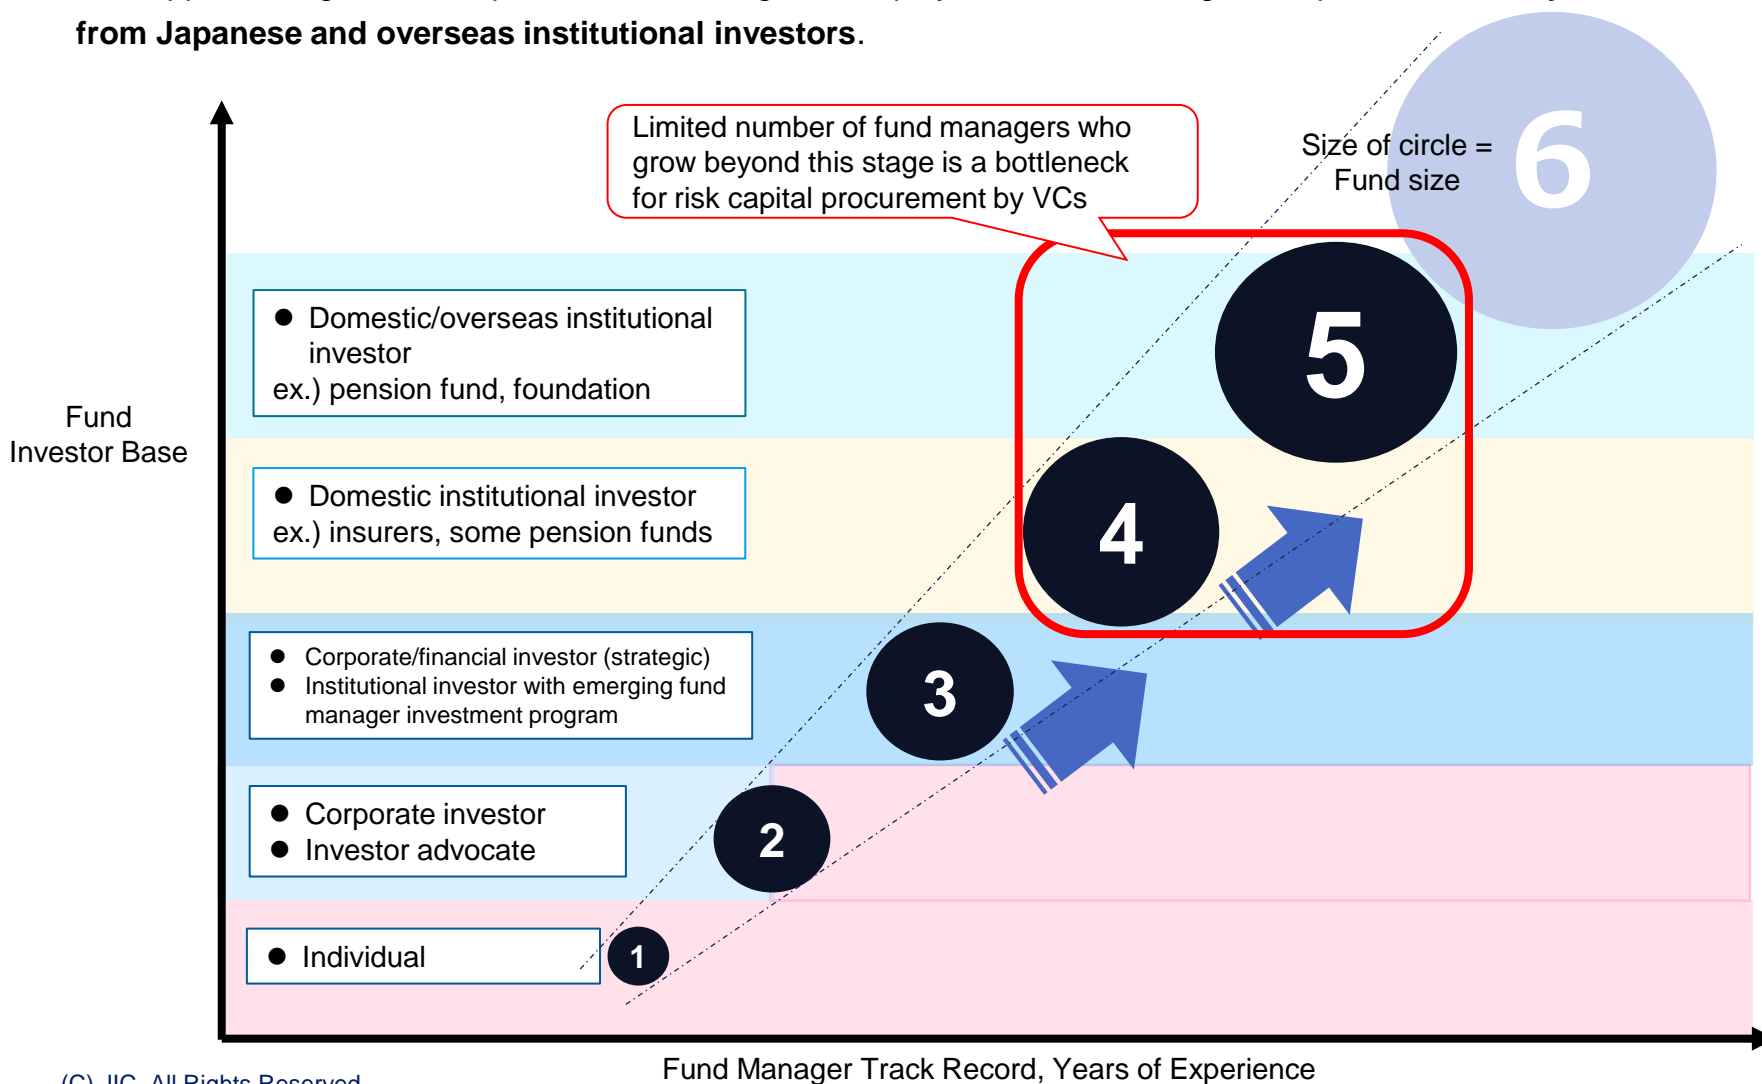 from Japanese and overseas institutional investors.
Limited number of fund managers who
grow beyond this stage is a bottleneck
for risk capital procurement by VCs
Size of circle =
Fund size
6
● Domestic/overseas institutional
investor
ex.) pension fund, foundation
5
Fund
Investor Base
● Domestic institutional investor
ex.) insurers, some pension funds
4
● Corporate/financial investor (strategic)
● Institutional investor with emerging fund
manager investment program
3
● Corporate investor
● Investor advocate
2
● Individual
1
Fund Manager Track Record, Years of Experience
(C) JIC. All Rights Reserved